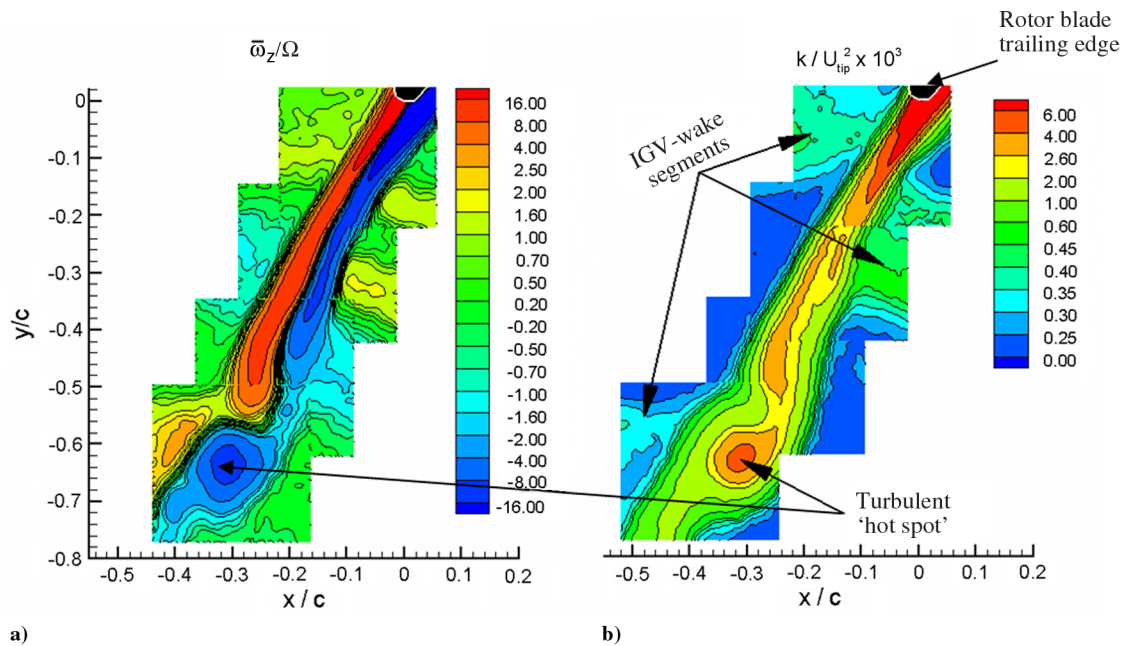 ω̅z/Ω
k / Utip² x 10³
Rotor blade
trailing edge
IGV-wake
segments
Turbulent
‘hot spot’
y/c
0
-0.1
-0.2
-0.3
-0.4
-0.5
-0.6
-0.7
-0.8
-0.5 -0.4 -0.3 -0.2 -0.1 0 0.1 0.2
x / c
16.00
8.00
4.00
2.50
2.00
1.60
1.00
0.70
0.50
0.20
-0.20
-0.50
-0.70
-1.00
-1.60
-2.00
-4.00
-8.00
-16.00
-0.5 -0.4 -0.3 -0.2 -0.1 0 0.1 0.2
x / c
6.00
4.00
2.60
2.00
1.00
0.60
0.45
0.40
0.35
0.30
0.25
0.00
a)
b)